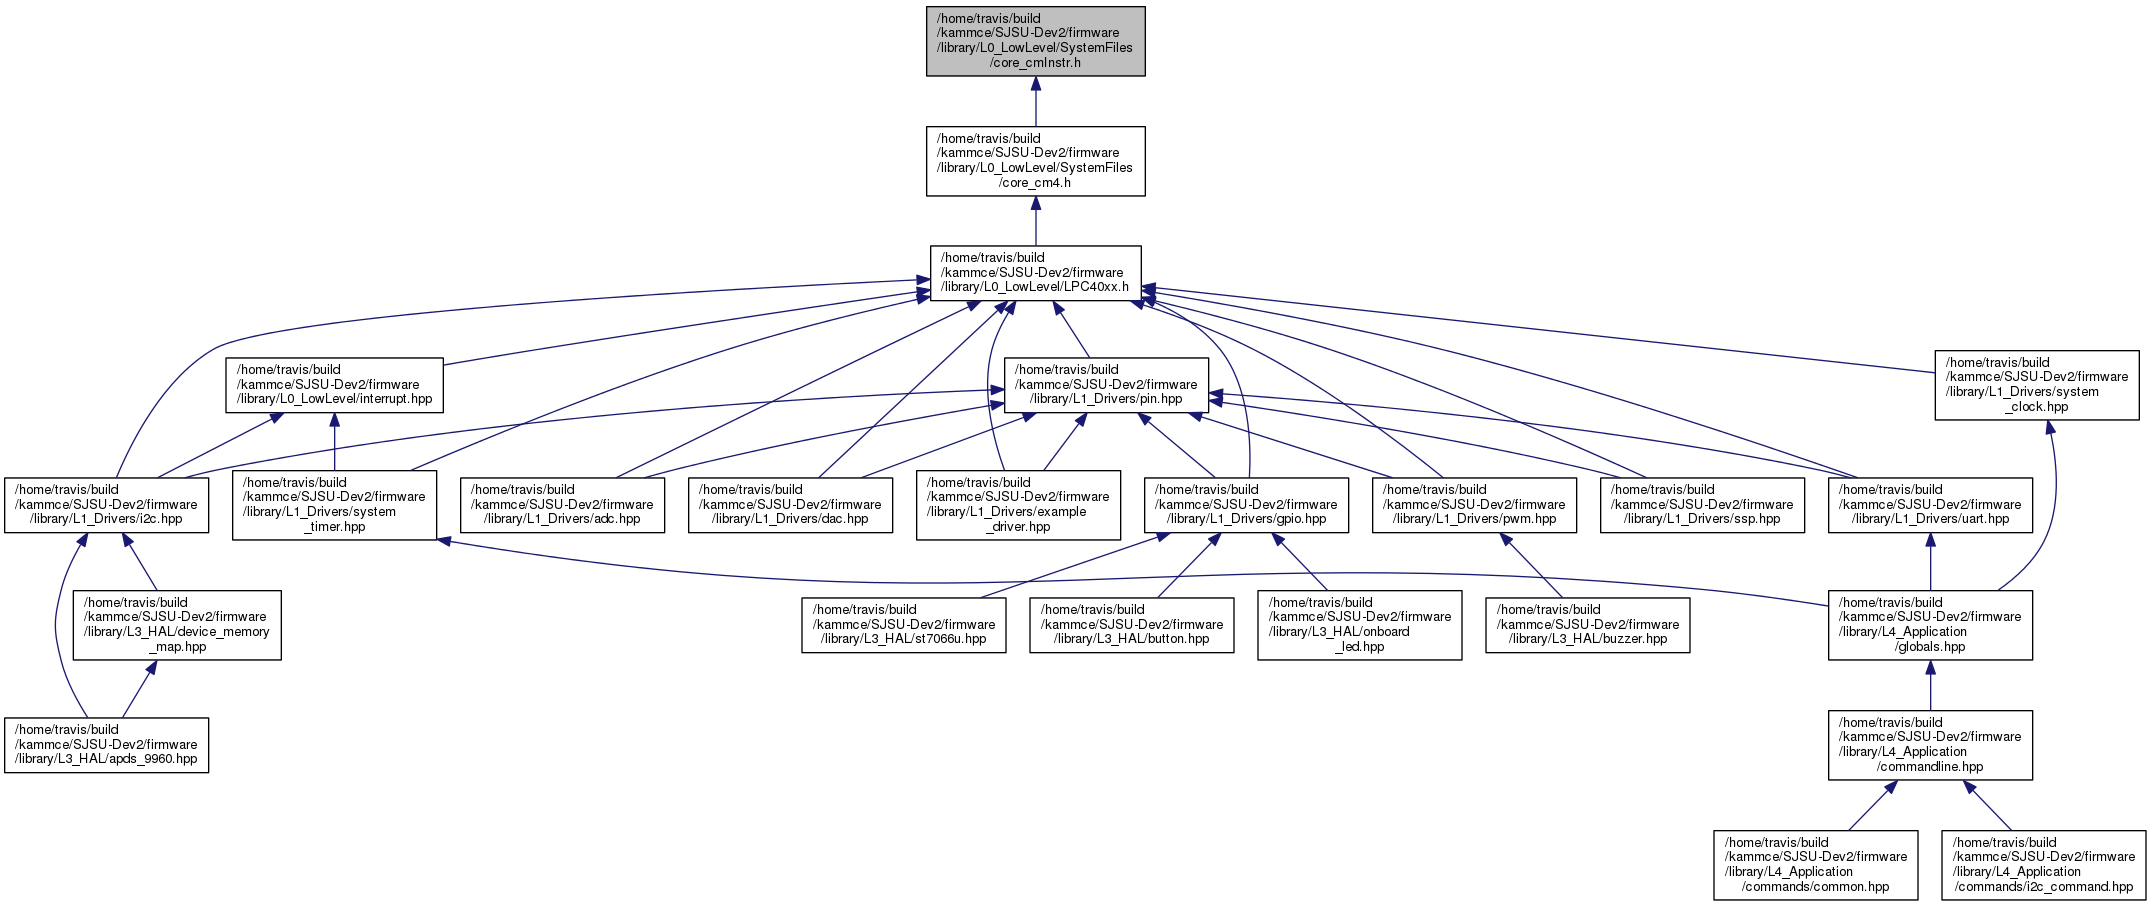 /home/travis/build
/kammce/SJSU-Dev2/firmware
/library/L0_LowLevel/SystemFiles
/core_cmInstr.h
/home/travis/build
/kammce/SJSU-Dev2/firmware
/library/L0_LowLevel/SystemFiles
/core_cm4.h
/home/travis/build
/kammce/SJSU-Dev2/firmware
/library/L0_LowLevel/LPC40xx.h
/home/travis/build
/kammce/SJSU-Dev2/firmware
/library/L0_LowLevel/interrupt.hpp
/home/travis/build
/kammce/SJSU-Dev2/firmware
/library/L1_Drivers/pin.hpp
/home/travis/build
/kammce/SJSU-Dev2/firmware
/library/L1_Drivers/system
_clock.hpp
/home/travis/build
/kammce/SJSU-Dev2/firmware
/library/L1_Drivers/i2c.hpp
/home/travis/build
/kammce/SJSU-Dev2/firmware
/library/L1_Drivers/system
_timer.hpp
/home/travis/build
/kammce/SJSU-Dev2/firmware
/library/L1_Drivers/adc.hpp
/home/travis/build
/kammce/SJSU-Dev2/firmware
/library/L1_Drivers/dac.hpp
/home/travis/build
/kammce/SJSU-Dev2/firmware
/library/L1_Drivers/example
_driver.hpp
/home/travis/build
/kammce/SJSU-Dev2/firmware
/library/L1_Drivers/gpio.hpp
/home/travis/build
/kammce/SJSU-Dev2/firmware
/library/L1_Drivers/pwm.hpp
/home/travis/build
/kammce/SJSU-Dev2/firmware
/library/L1_Drivers/ssp.hpp
/home/travis/build
/kammce/SJSU-Dev2/firmware
/library/L1_Drivers/uart.hpp
/home/travis/build
/kammce/SJSU-Dev2/firmware
/library/L3_HAL/device_memory
_map.hpp
/home/travis/build
/kammce/SJSU-Dev2/firmware
/library/L3_HAL/st7066u.hpp
/home/travis/build
/kammce/SJSU-Dev2/firmware
/library/L3_HAL/button.hpp
/home/travis/build
/kammce/SJSU-Dev2/firmware
/library/L3_HAL/onboard
_led.hpp
/home/travis/build
/kammce/SJSU-Dev2/firmware
/library/L3_HAL/buzzer.hpp
/home/travis/build
/kammce/SJSU-Dev2/firmware
/library/L4_Application
/globals.hpp
/home/travis/build
/kammce/SJSU-Dev2/firmware
/library/L3_HAL/apds_9960.hpp
/home/travis/build
/kammce/SJSU-Dev2/firmware
/library/L4_Application
/commandline.hpp
/home/travis/build
/kammce/SJSU-Dev2/firmware
/library/L4_Application
/commands/common.hpp
/home/travis/build
/kammce/SJSU-Dev2/firmware
/library/L4_Application
/commands/i2c_command.hpp